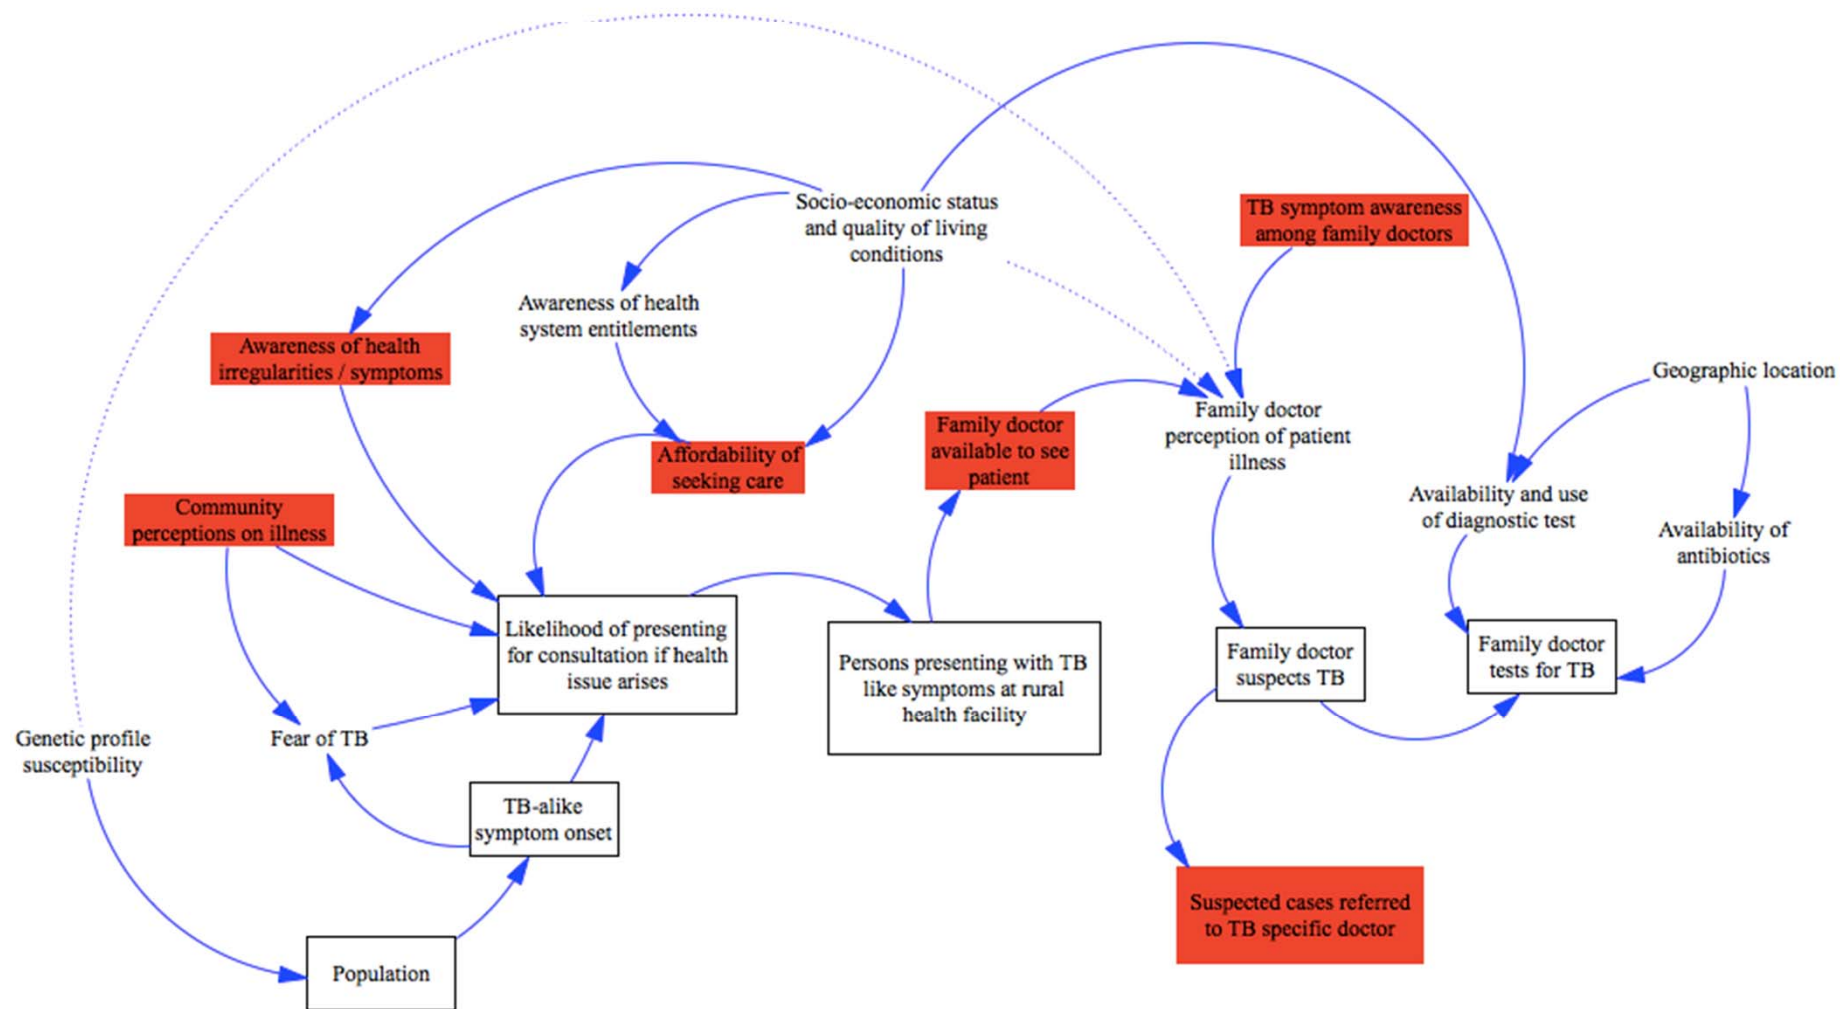 Socio-economic status
and quality of living
conditions
TB symptom awareness
among family doctors
Awareness of health
system entitlements
Awareness of health
irregularities / symptoms
Geographic location
Family doctor
perception of patient
illness
Family doctor
available to see
patient
Affordability of
seeking care
Availability and use
of diagnostic test
Community
perceptions on illness
Availability of
antibiotics
Likelihood of presenting
for consultation if health
issue arises
Persons presenting with TB
like symptoms at rural
health facility
Family doctor
suspects TB
Family doctor
tests for TB
Genetic profile
susceptibility
Fear of TB
TB-alike
symptom onset
Suspected cases referred
to TB specific doctor
Population